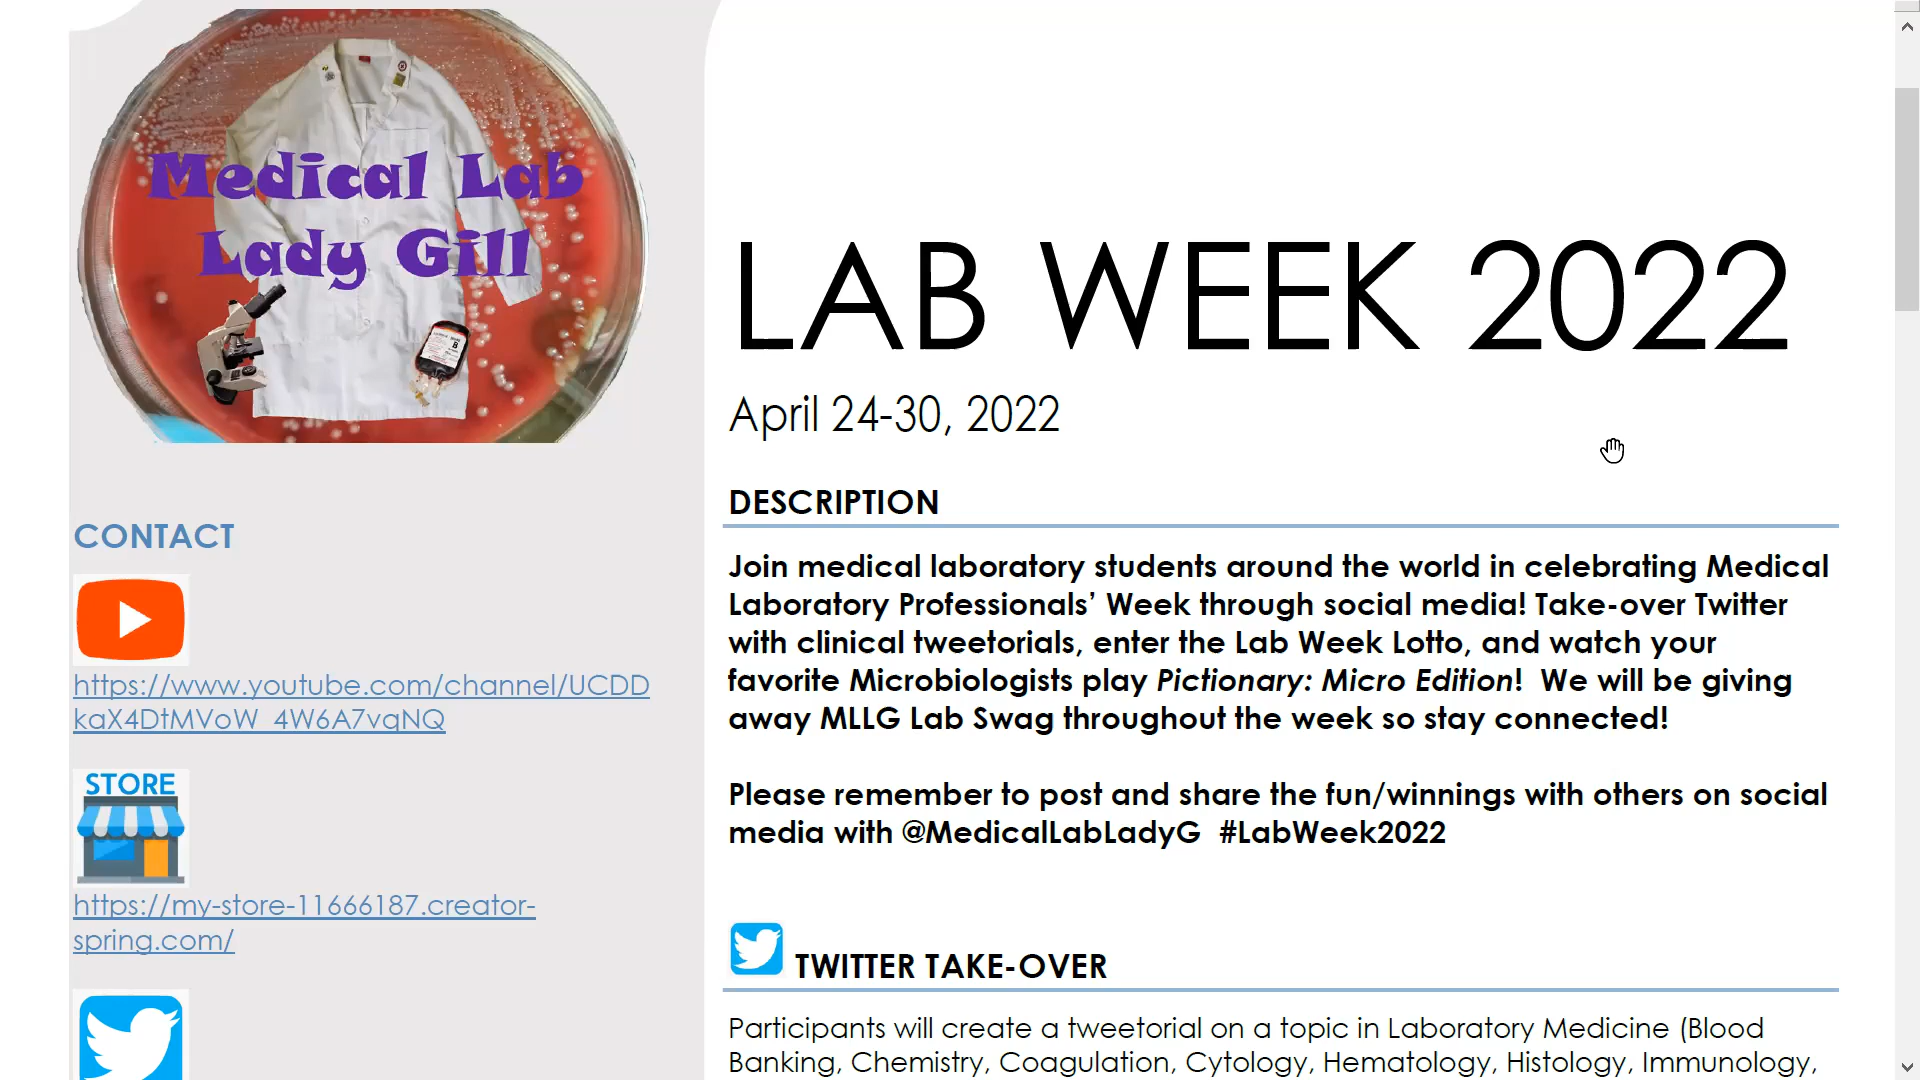 Medical Lab
Lady Gill
CONTACT
https://www.youtube.com/channel/UCDD
kaX4DtMVoW_4W6A7vqNQ
STORE
https://my-store-11666187.creator-
spring.com/
LAB WEEK 2022
April 24-30, 2022
DESCRIPTION
Join medical laboratory students around the world in celebrating Medical
Laboratory Professionals’ Week through social media! Take-over Twitter
with clinical tweetorials, enter the Lab Week Lotto, and watch your
favorite Microbiologists play Pictionary: Micro Edition!  We will be giving
away MLLG Lab Swag throughout the week so stay connected!
Please remember to post and share the fun/winnings with others on social
media with @MedicalLabLadyG  #LabWeek2022
TWITTER TAKE-OVER
Participants will create a tweetorial on a topic in Laboratory Medicine (Blood
Banking, Chemistry, Coagulation, Cytology, Hematology, Histology, Immunology,